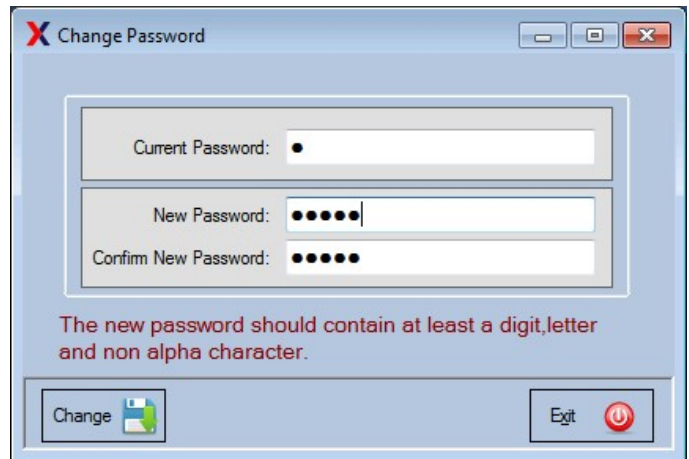 Change Password
Current Password: ●
New Password: ●●●●●
Confirm New Password: ●●●●●
The new password should contain at least a digit,letter
and non alpha character.
Change
Exit